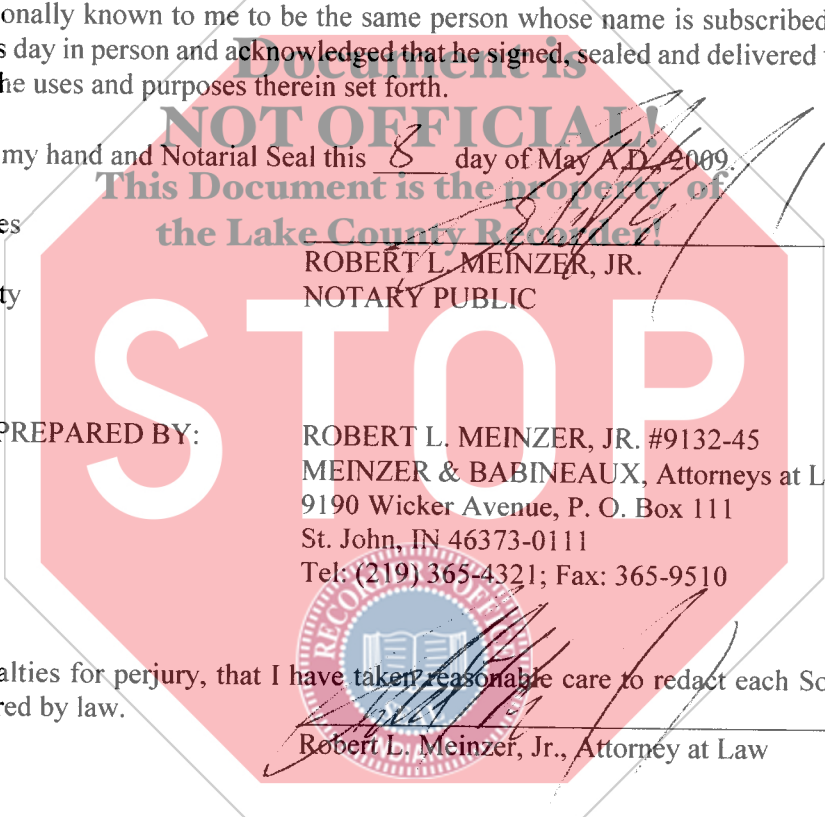 onally known to me to be the same person whose name is subscribed
s day in person and acknowledged that he signed, sealed and delivered
he uses and purposes therein set forth.
Document is
NOT OFFICIAL!
This Document is the property of
the Lake County Recorder!
my hand and Notarial Seal this 8 day of May A.D., 2009.
es
ROBERT L. MEINZER, JR.
ty
NOTARY PUBLIC
STOP
PREPARED BY:
ROBERT L. MEINZER, JR. #9132-45
MEINZER & BABINEAUX, Attorneys at L
9190 Wicker Avenue, P. O. Box 111
St. John, IN 46373-0111
Tel: (219) 365-4321; Fax: 365-9510
RECORDER'S OFFICE
SEAL
alties for perjury, that I have taken reasonable care to redact each So
red by law.
Robert L. Meinzer, Jr., Attorney at Law